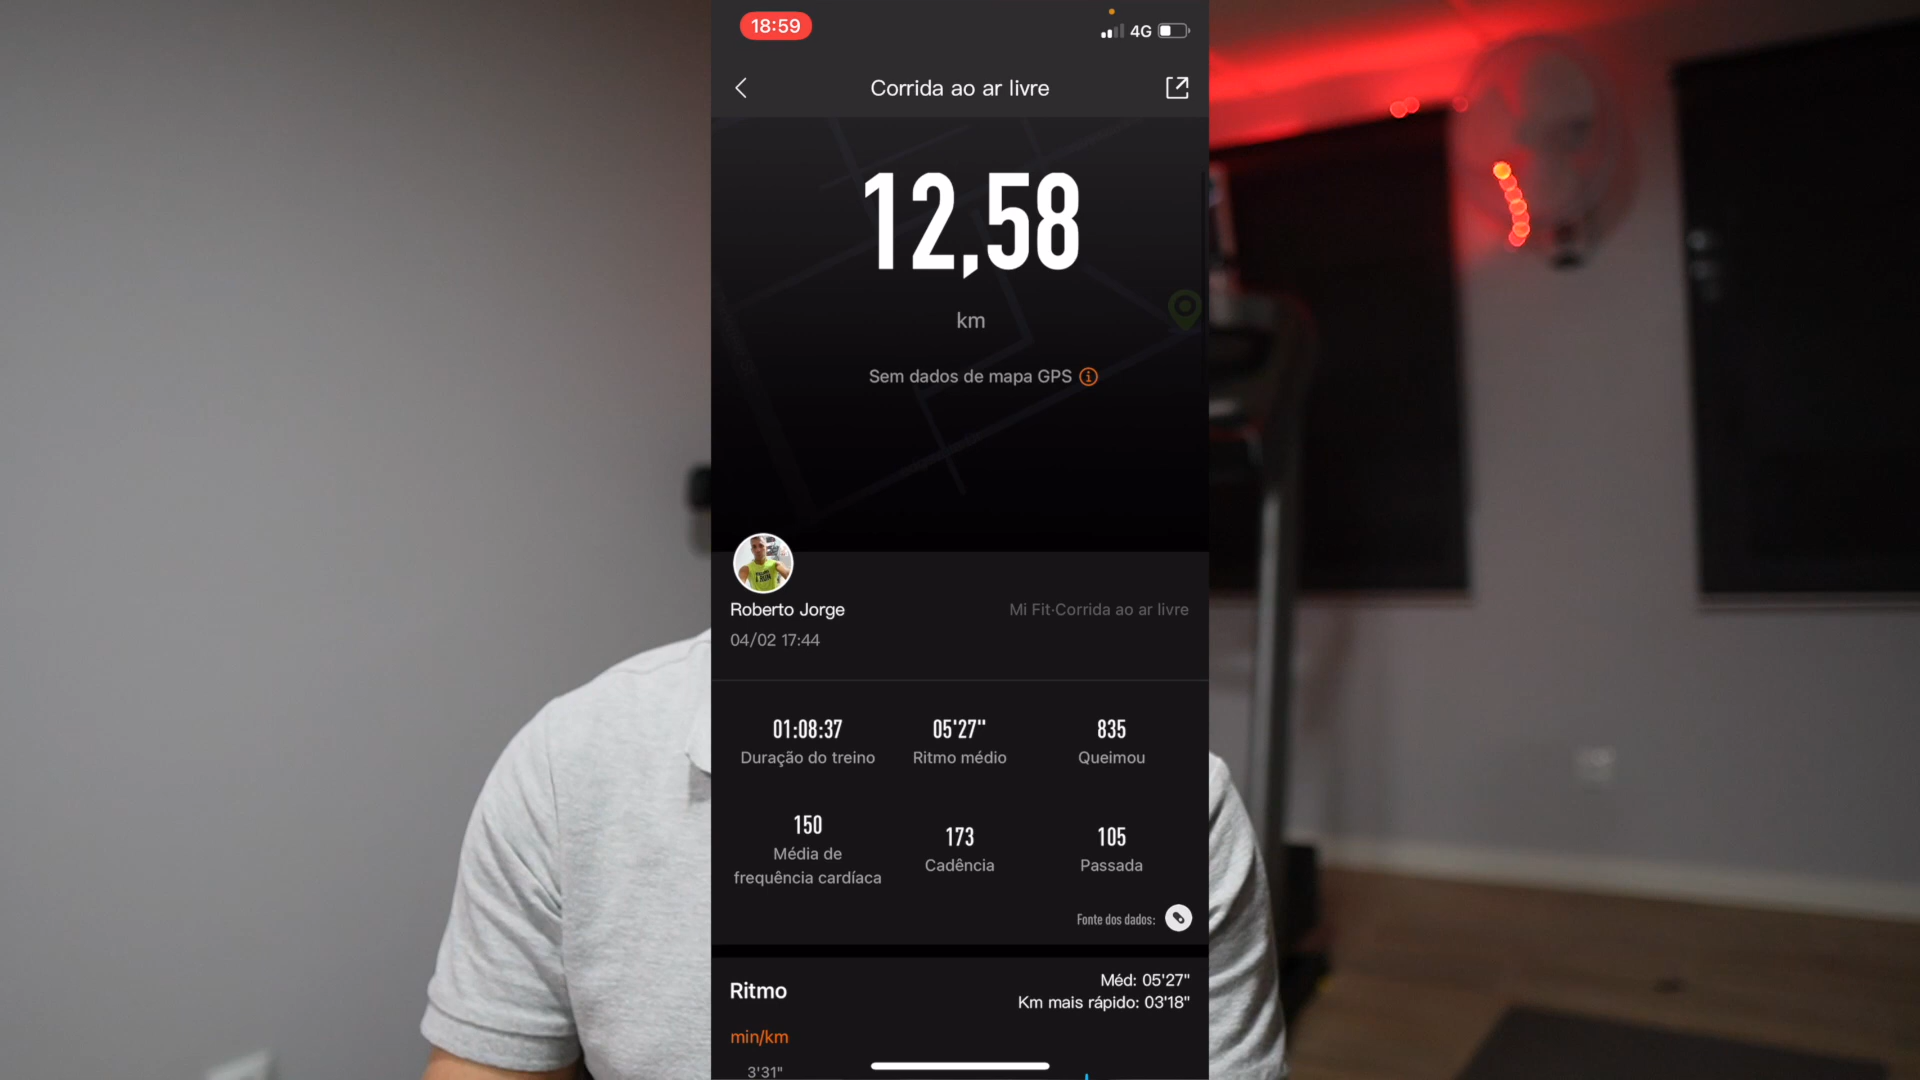 18:59
4G
Corrida ao ar livre
12,58
km
Sem dados de mapa GPS
Roberto Jorge
Mi Fit·Corrida ao ar livre
04/02 17:44
01:08:37
Duração do treino
05'27"
Ritmo médio
835
Queimou
150
Média de
frequência cardíaca
173
Cadência
105
Passada
Fonte dos dados:
Ritmo
Méd: 05'27"
Km mais rápido: 03'18"
min/km
3'31"